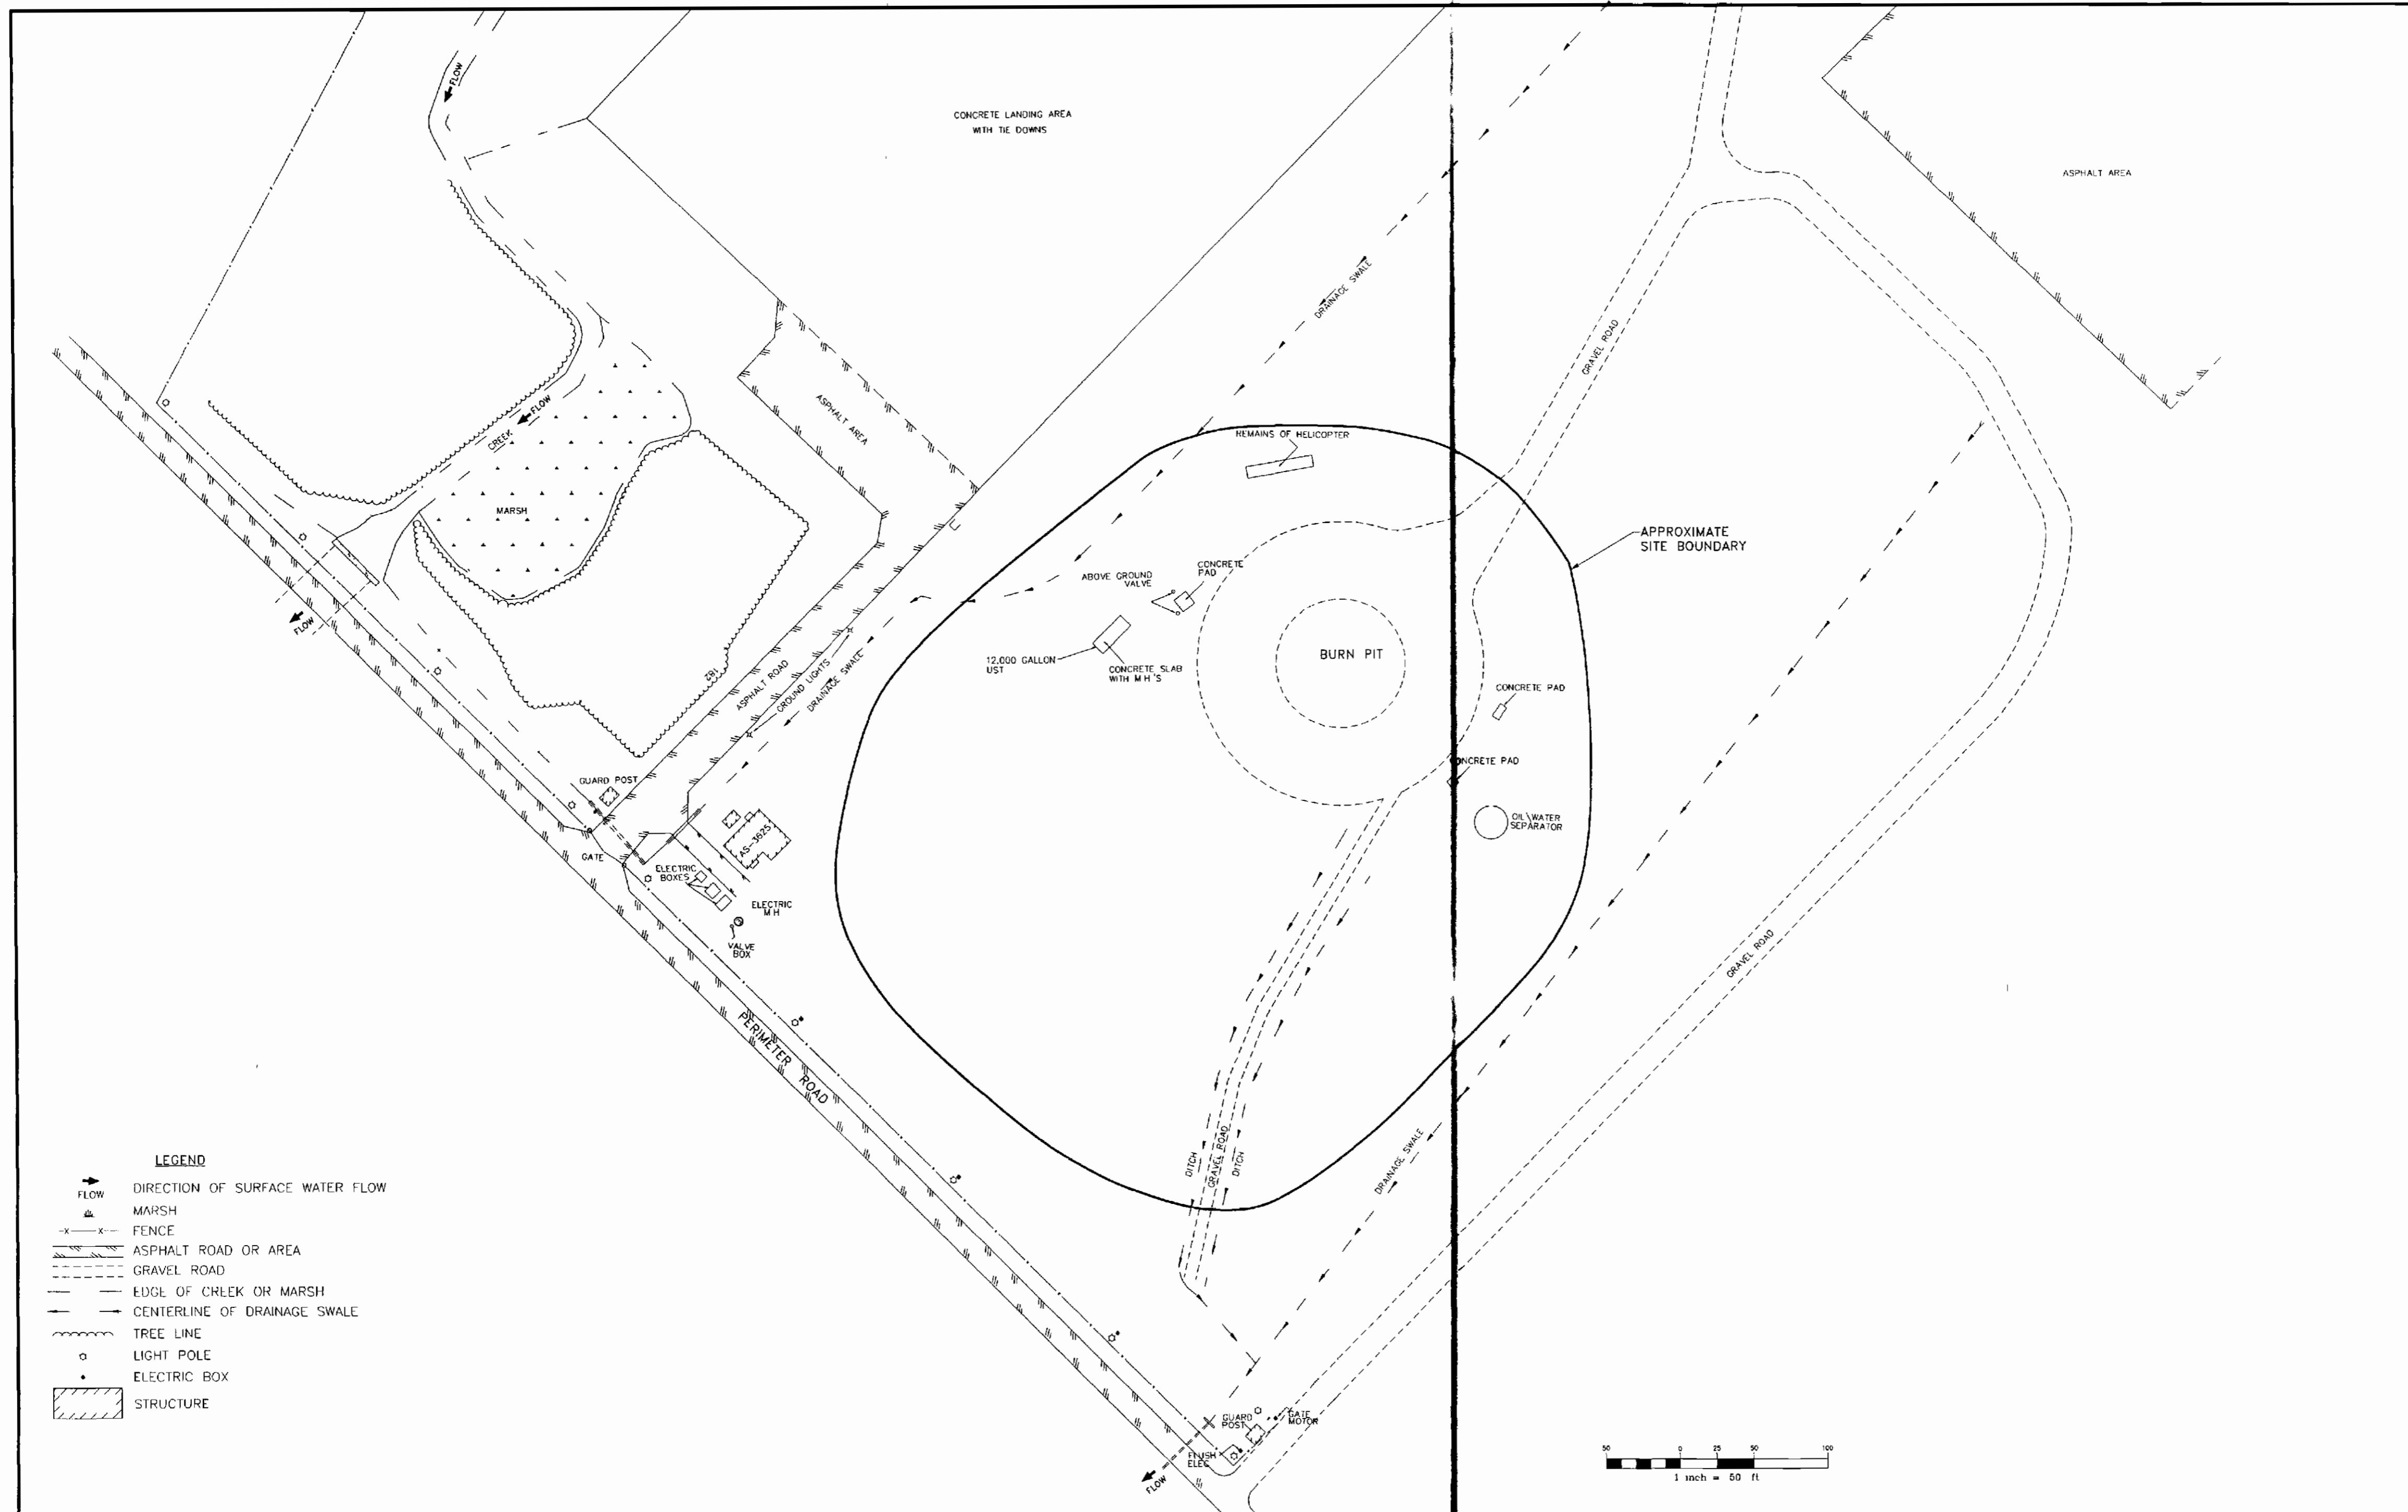 FLOW
CONCRETE LANDING AREA
WITH TIE DOWNS
ASPHALT AREA
DRAINAGE SWALE
GRAVEL ROAD
ASPHALT AREA
FLOW
CREEK
MARSH
REMAINS OF HELICOPTER
APPROXIMATE
SITE BOUNDARY
CONCRETE
PAD
ABOVE GROUND
VALVE
FLOW
12,000 GALLON
UST
CONCRETE SLAB
WITH M H 'S
BURN PIT
182
ASPHALT ROAD
GROUND LIGHTS
DRAINAGE SWALE
CONCRETE PAD
ONCRETE PAD
GUARD POST
OIL\WATER
SEPARATOR
AS-3625
GATE
ELECTRIC
BOXES
ELECTRIC
M H
VALVE
BOX
GRAVEL ROAD
PERIMETER ROAD
DITCH
GRAVEL ROAD
DITCH
DRAINAGE SWALE
LEGEND
FLOW
DIRECTION OF SURFACE WATER FLOW
MARSH
-x-x- FENCE
ASPHALT ROAD OR AREA
GRAVEL ROAD
EDGE OF CREEK OR MARSH
CENTERLINE OF DRAINAGE SWALE
TREE LINE
LIGHT POLE
ELECTRIC BOX
STRUCTURE
GUARD
POST
GATE
MOTOR
FLUSH
ELEC
FLOW
50 0 25 50 100
1 inch = 50 ft